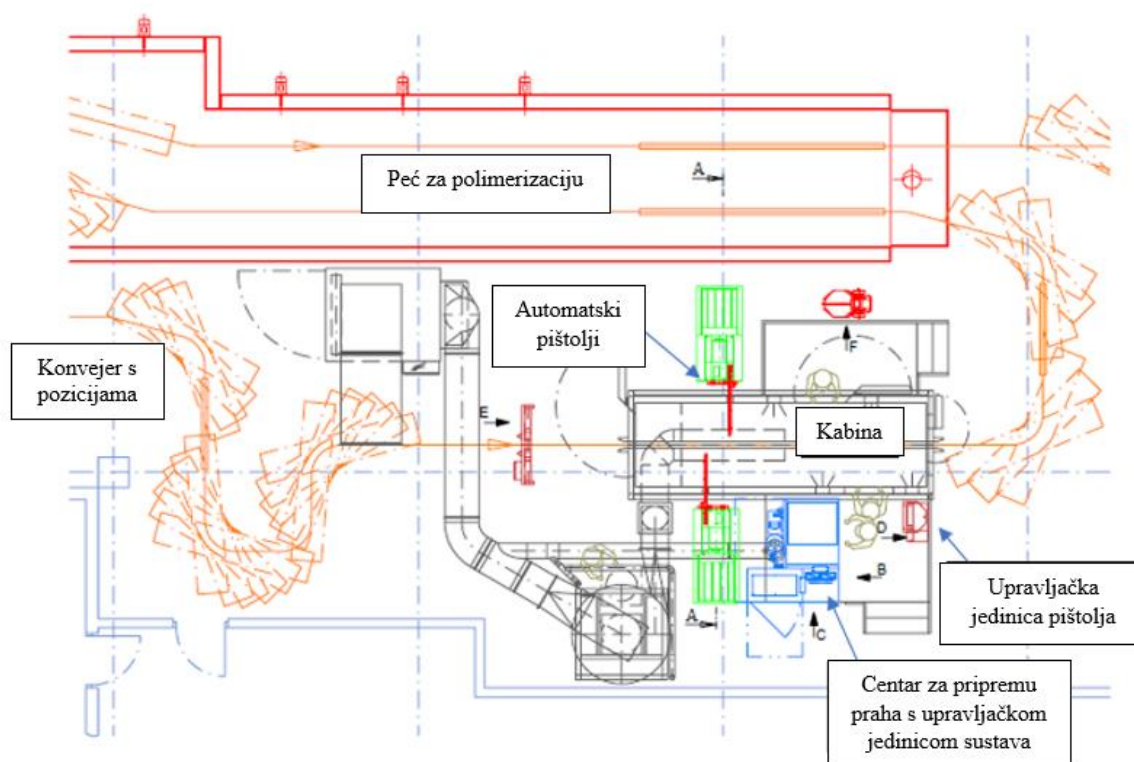 Peć za polimerizaciju
A
Automatski
pištolji
F
Konvejer s
pozicijama
E
Kabina
D
B
Upravljačka
jedinica pištolja
A
C
Centar za pripremu
praha s upravljačkom
jedinicom sustava